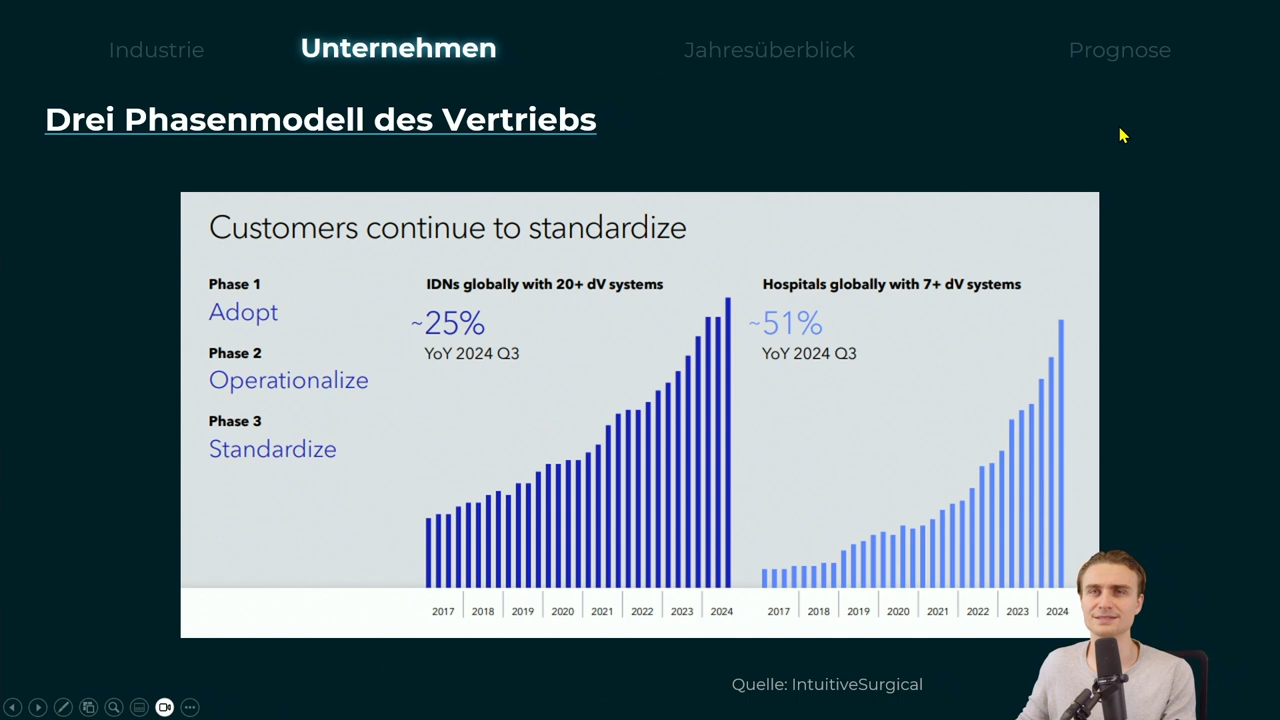 Industrie
Unternehmen
Jahresüberblick
Prognose
Drei Phasenmodell des Vertriebs
Customers continue to standardize
Phase 1
Adopt
Phase 2
Operationalize
Phase 3
Standardize
IDNs globally with 20+ dV systems
~25%
YoY 2024 Q3
2017 2018 2019 2020 2021 2022 2023 2024
Hospitals globally with 7+ dV systems
~51%
YoY 2024 Q3
2017 2018 2019 2020 2021 2022 2023 2024
Quelle: IntuitiveSurgical